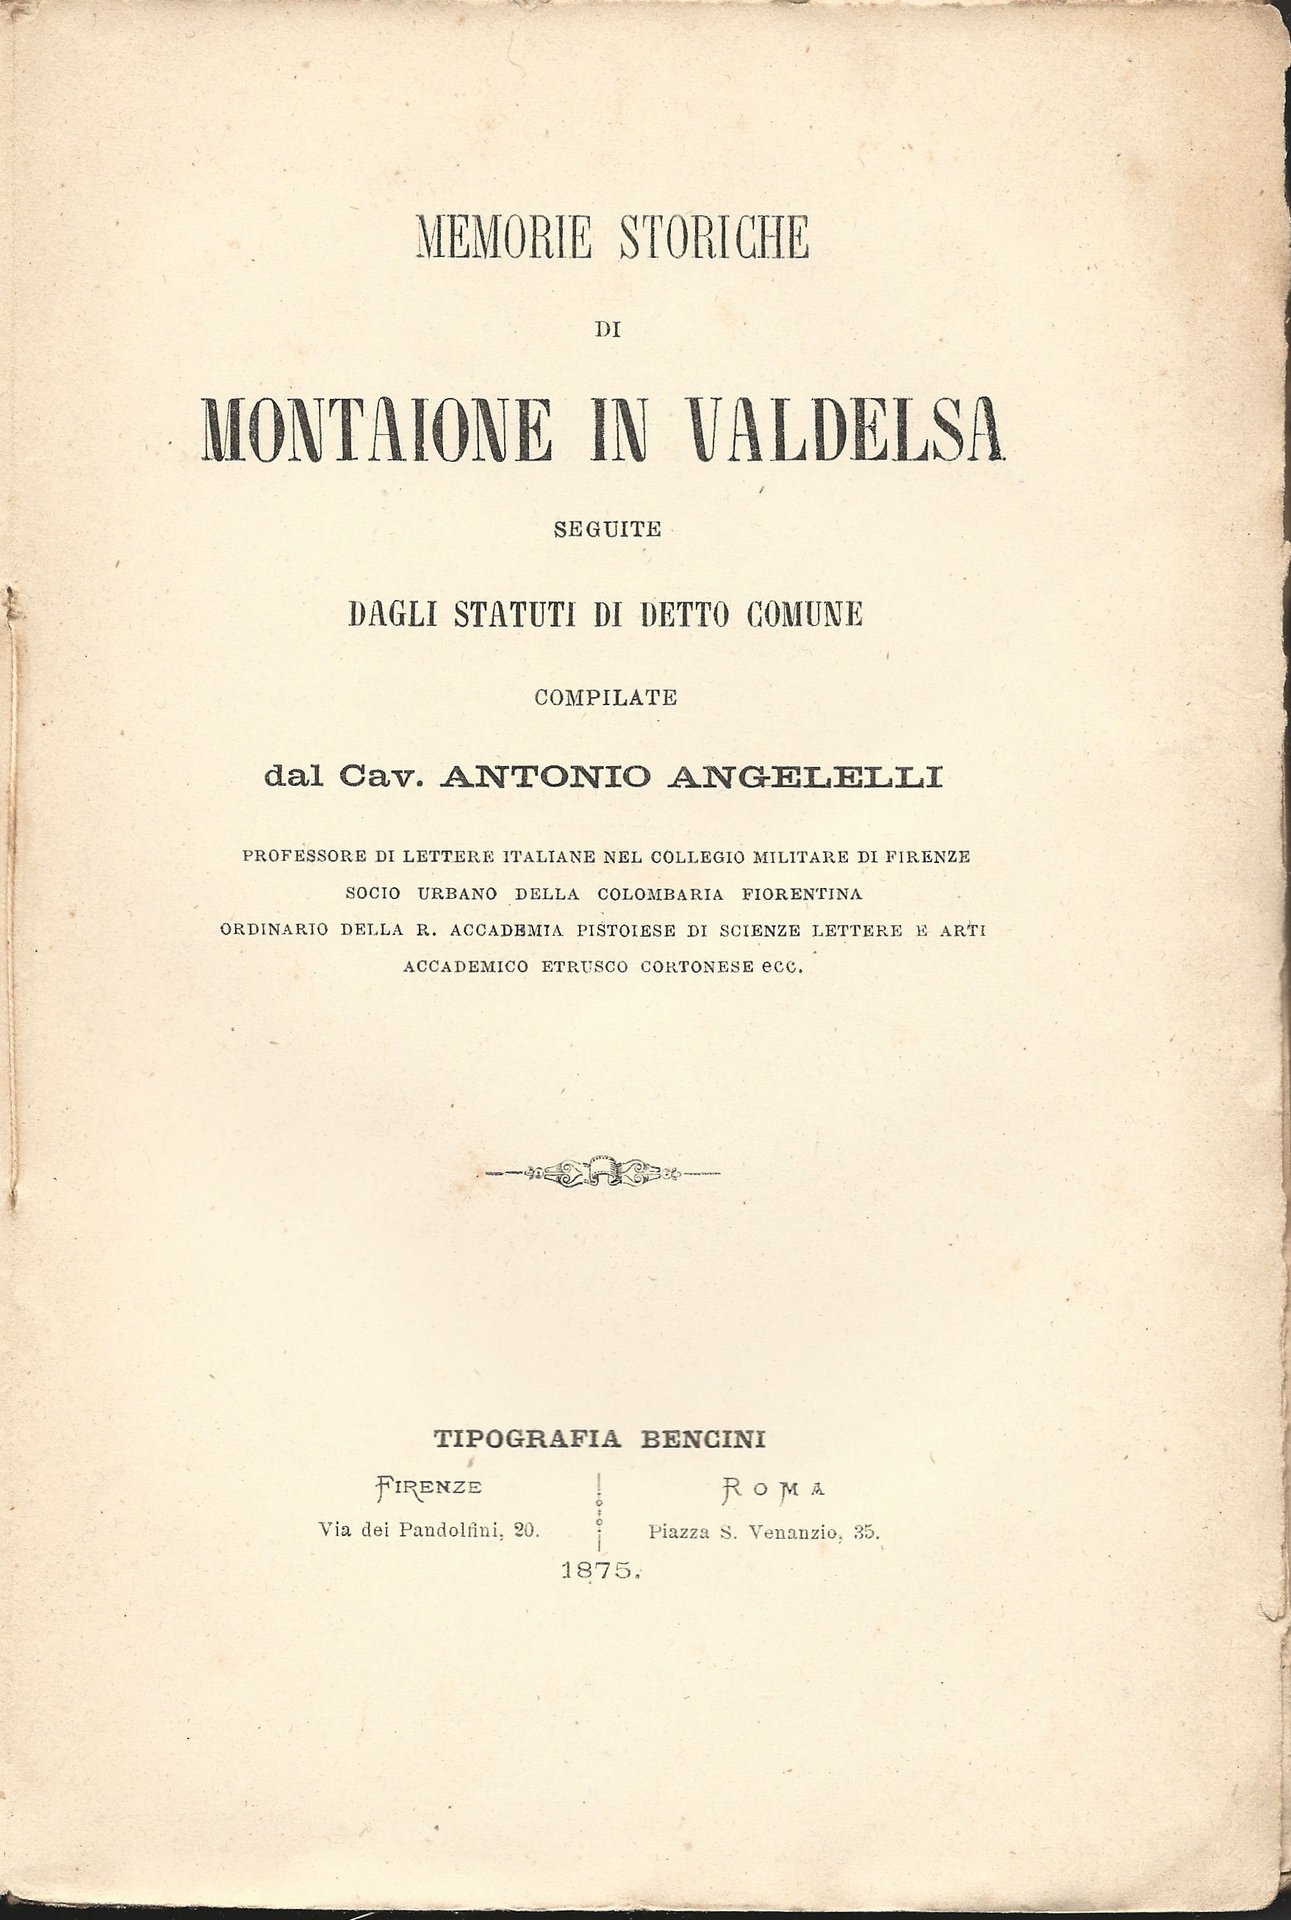 MEMORIE STORICHE
DI
MONTAIONE IN VALDELSA
SEGUITE
DAGLI STATUTI DI DETTO COMUNE
COMPILATE
dal Cav. ANTONIO ANGELELLI
PROFESSORE DI LETTERE ITALIANE NEL COLLEGIO MILITARE DI FIRENZE
SOCIO URBANO DELLA COLOMBARIA FIORENTINA
ORDINARIO DELLA R. ACCADEMIA PISTOIESE DI SCIENZE LETTERE E ARTI
ACCADEMICO ETRUSCO CORTONESE ecc.
TIPOGRAFIA BENCINI
FIRENZE
Via dei Pandolfini, 20.
ROMA
Piazza S. Venanzio, 35.
1875.